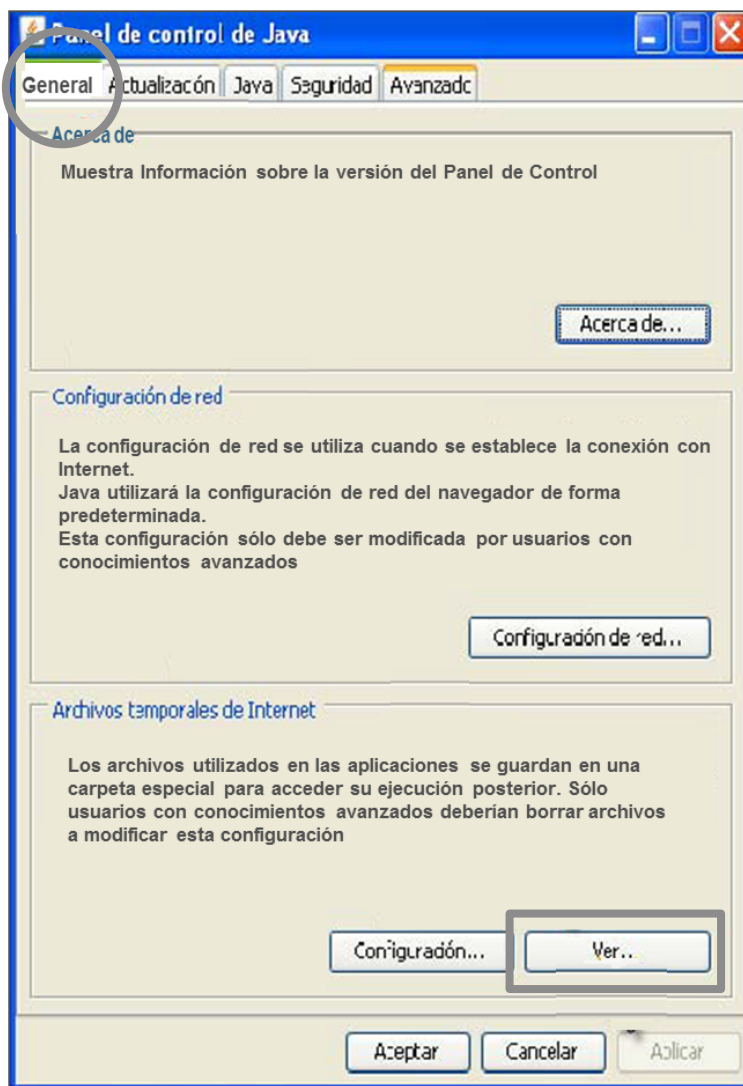 Panel de control de Java
General Actualización Java Seguridad Avanzado
Acerca de
Muestra Información sobre la versión del Panel de Control
Acerca de...
Configuración de red
La configuración de red se utiliza cuando se establece la conexión con
Internet.
Java utilizará la configuración de red del navegador de forma
predeterminada.
Esta configuración sólo debe ser modificada por usuarios con
conocimientos avanzados
Configuración de red...
Archivos temporales de Internet
Los archivos utilizados en las aplicaciones se guardan en una
carpeta especial para acceder su ejecución posterior. Sólo
usuarios con conocimientos avanzados deberían borrar archivos
a modificar esta configuración
Configuración... Ver..
Aceptar Cancelar Aplicar